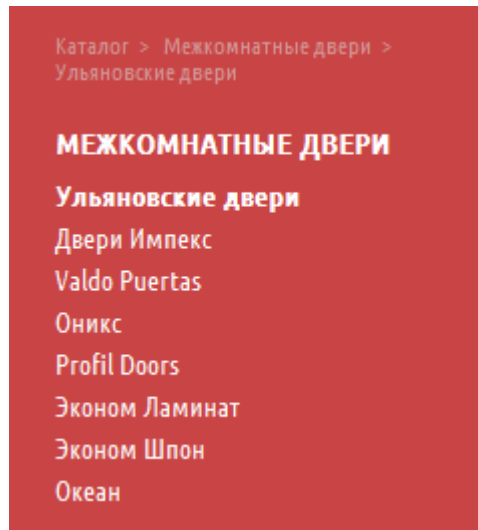 Каталог > Межкомнатные двери >
Ульяновские двери
МЕЖКОМНАТНЫЕ ДВЕРИ
Ульяновские двери
Двери Импекс
Valdo Puertas
Оникс
Profil Doors
Эконом Ламинат
Эконом Шпон
Океан